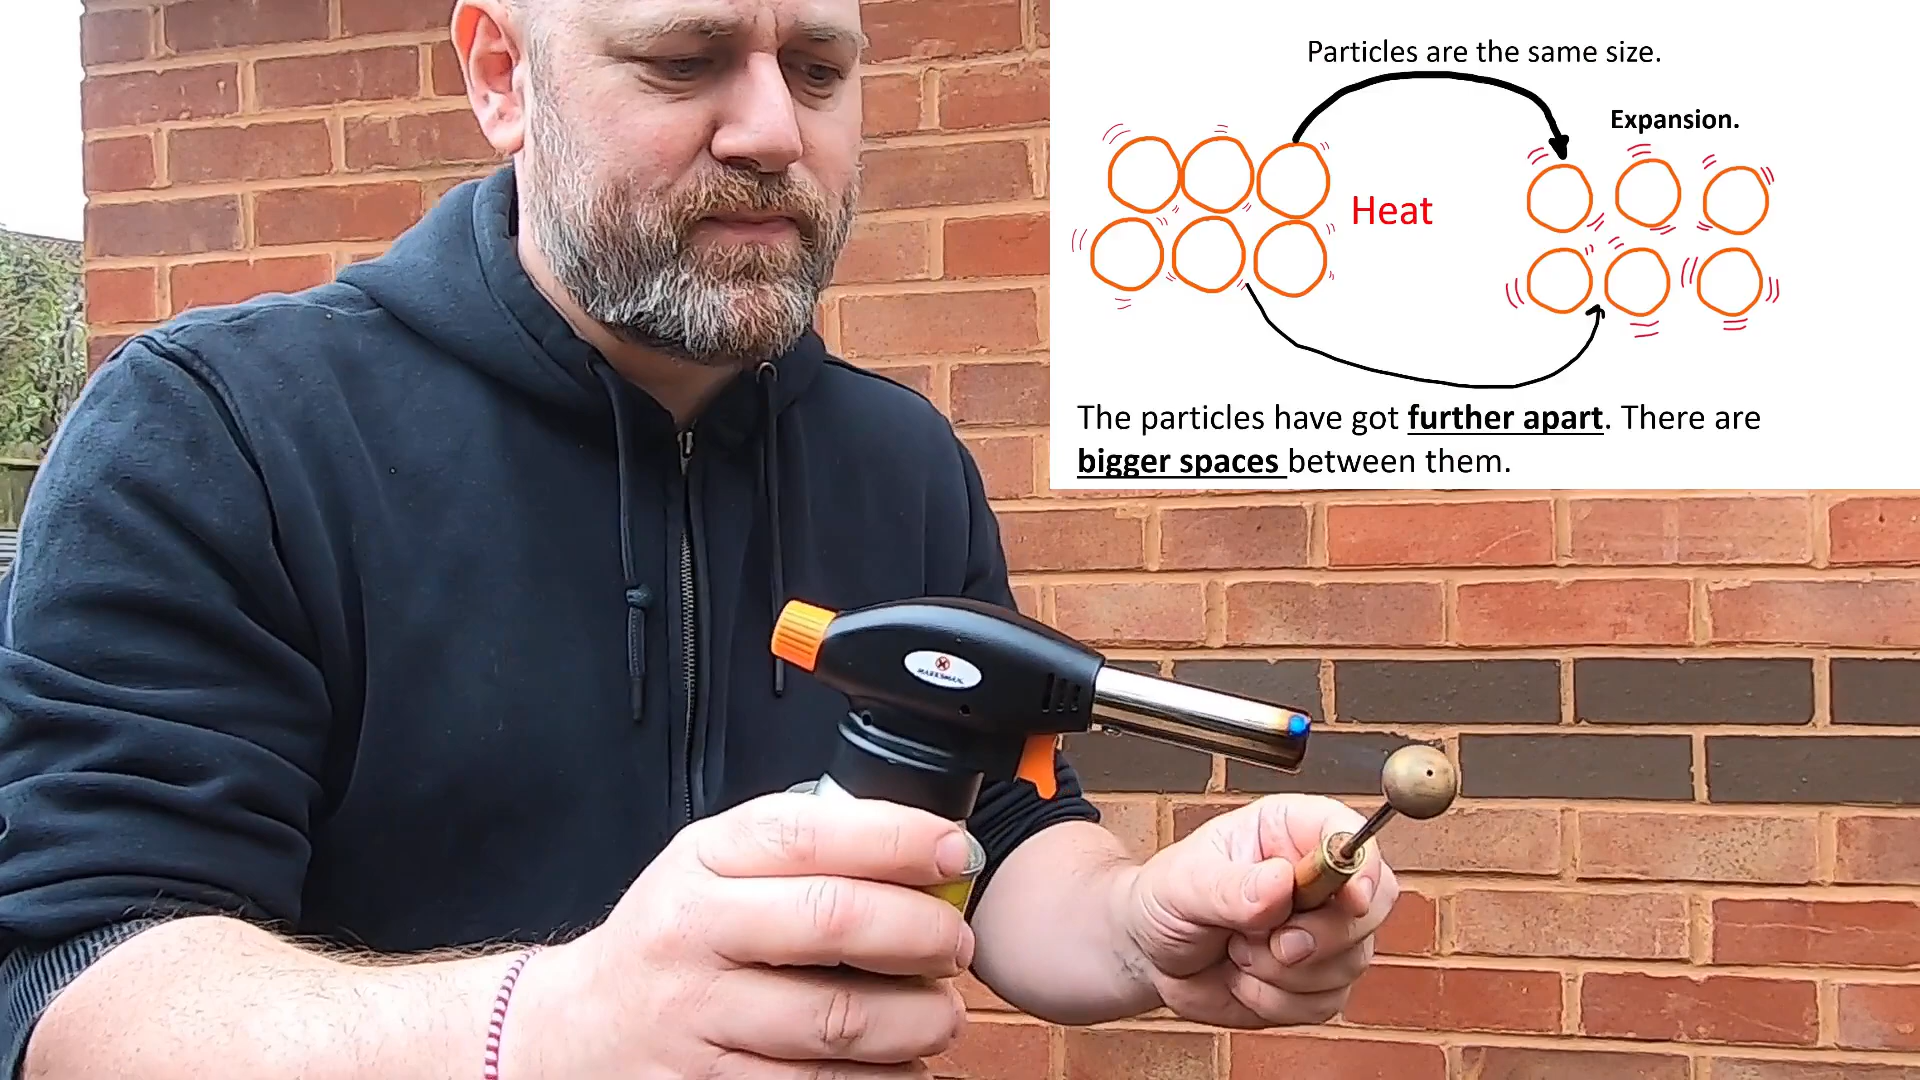 Particles are the same size.
Expansion.
Heat
The particles have got further apart. There are
bigger spaces between them.
MARKSMAN